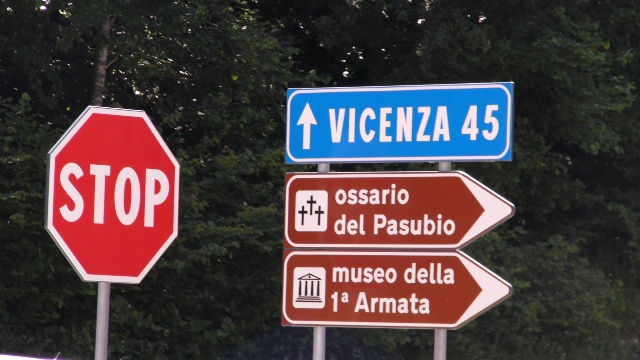 STOP
VICENZA 45
ossario
del Pasubio
museo della
1ª Armata